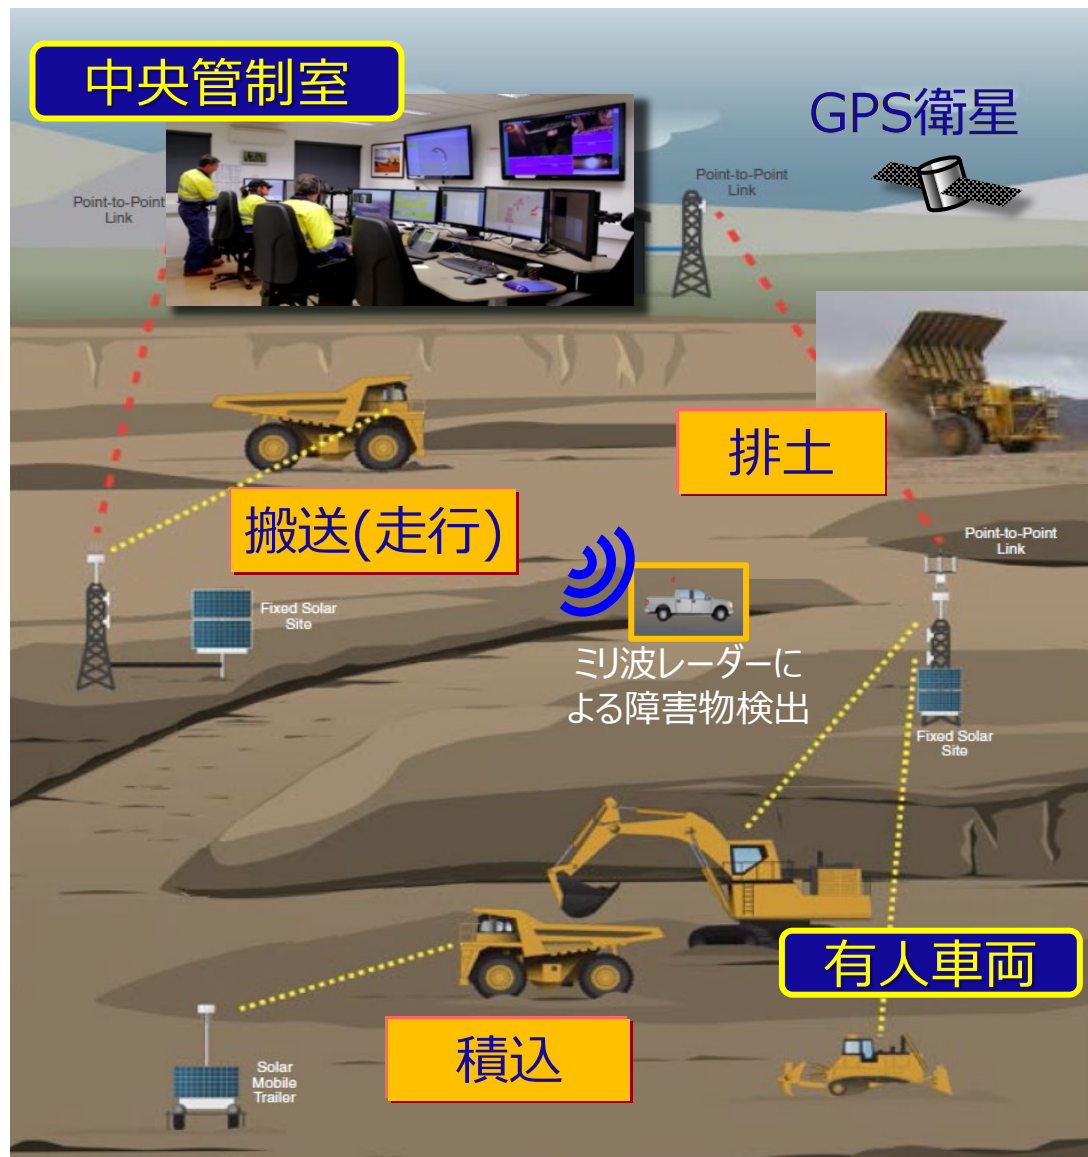 中央管制室
GPS衛星
Point-to-Point
Link
Point-to-Point
Link
排土
搬送(走行)
Point-to-Point
Link
Fixed Solar
Site
ミリ波レーダーに
よる障害物検出
Fixed Solar
Site
有人車両
積込
Solar
Mobile
Trailer